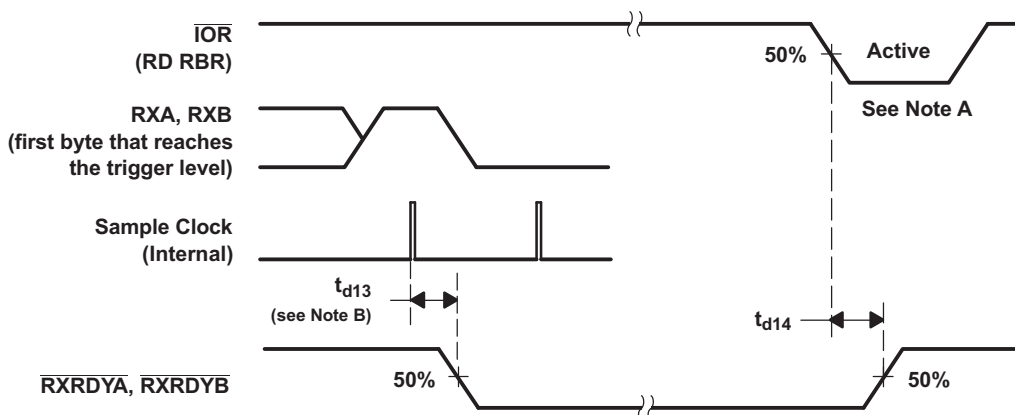 IOR
(RD RBR)
50%
Active
See Note A
RXA, RXB
(first byte that reaches
the trigger level)
Sample Clock
(Internal)
td13
(see Note B)
td14
RXRDYA, RXRDYB
50%
50%